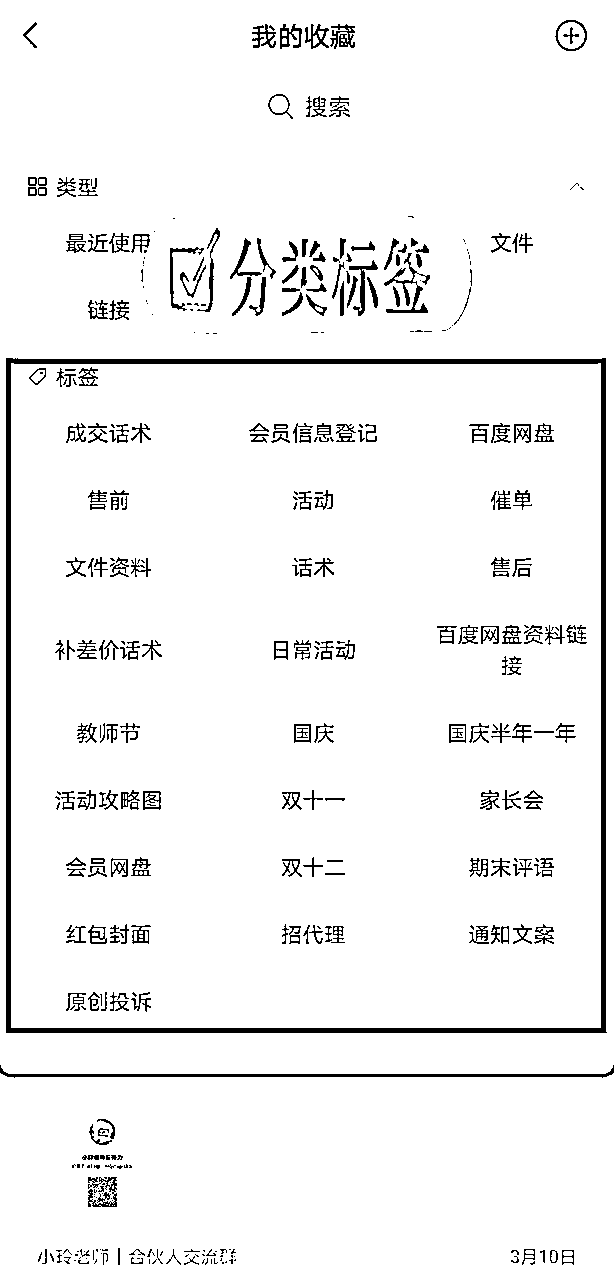 我的收藏
搜索
类型
最近使用
文件
分类标签
链接
标签
成交话术 会员信息登记 百度网盘
售前 活动 催单
文件资料 话术 售后
补差价话术 日常活动 百度网盘资料链
接
教师节 国庆 国庆半年一年
活动攻略图 双十一 家长会
会员网盘 双十二 期末评语
红包封面 招代理 通知文案
原创投诉
小玲老师｜合伙人交流群 3月10日